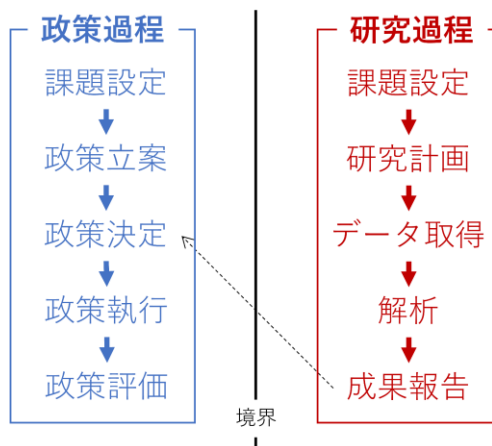 政策過程
課題設定
政策立案
政策決定
政策執行
政策評価
境界
研究過程
課題設定
研究計画
データ取得
解析
成果報告